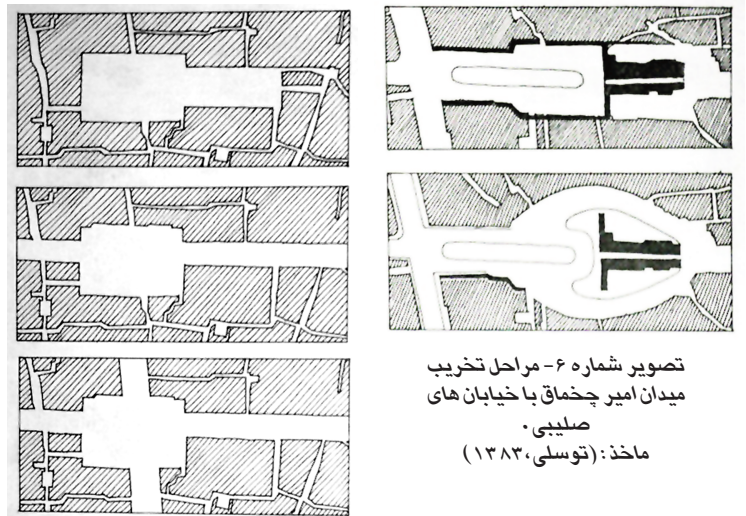 تصویر شماره ۶- مراحل تخریب
میدان امیر چخماق با خیابان های
صلیبی.
ماخذ: (توسلی، ۱۳۸۳)